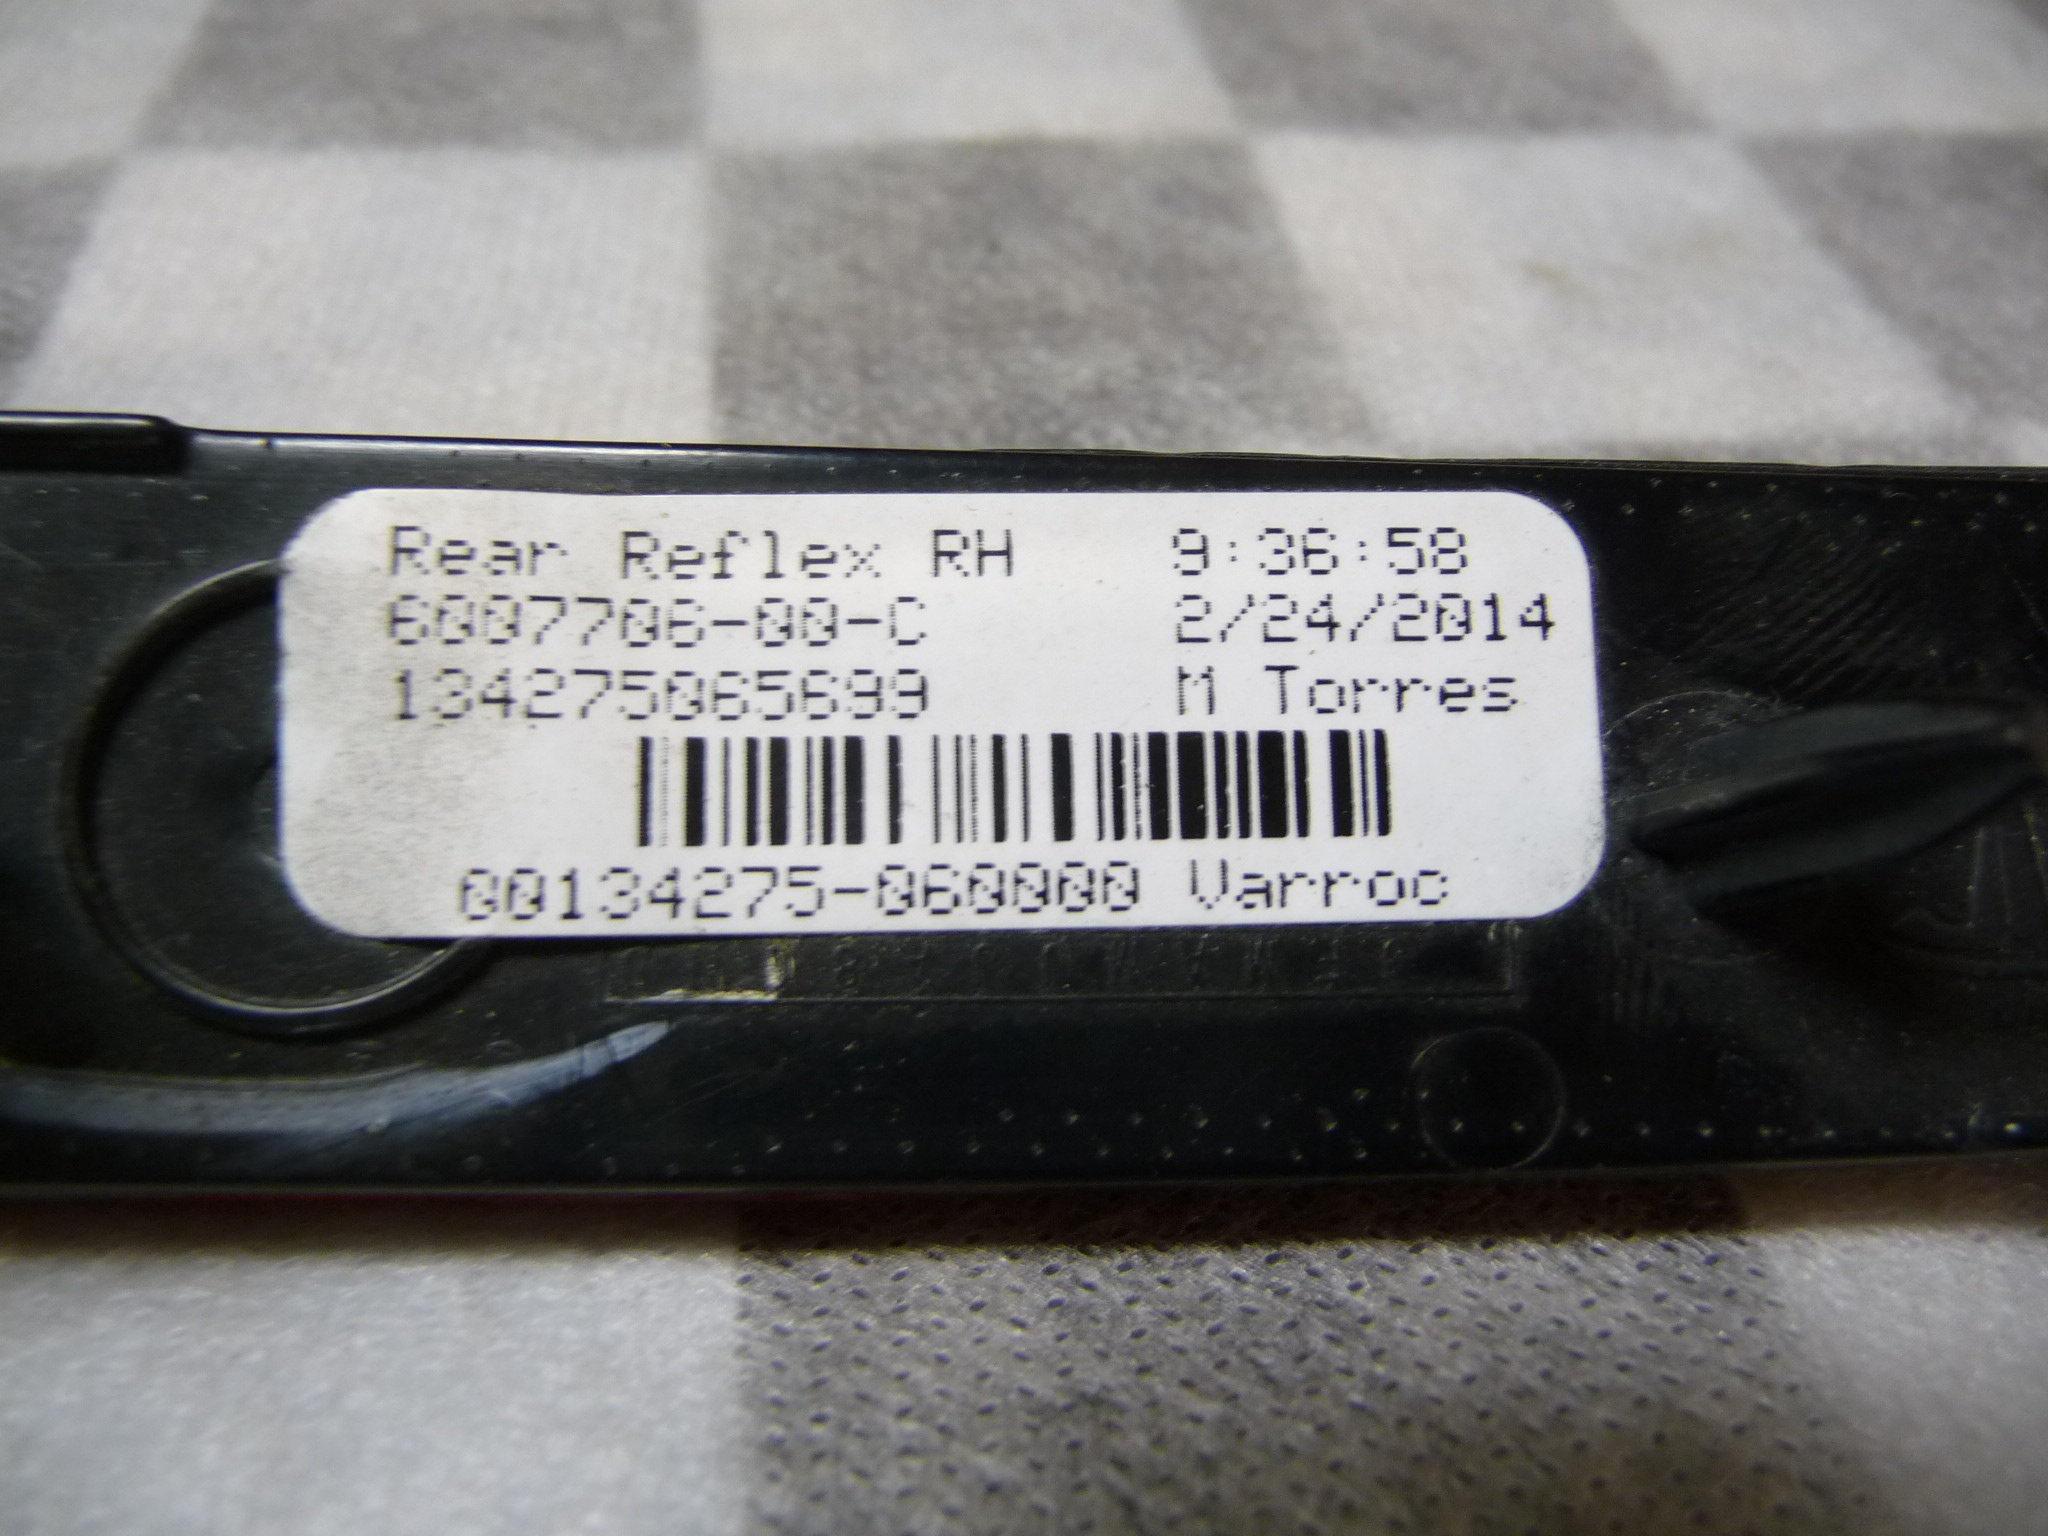 Rear Reflex RH 9:36:58
6007706-00-C 2/24/2014
134275065699 M Torres
00134275-060000 Varroc